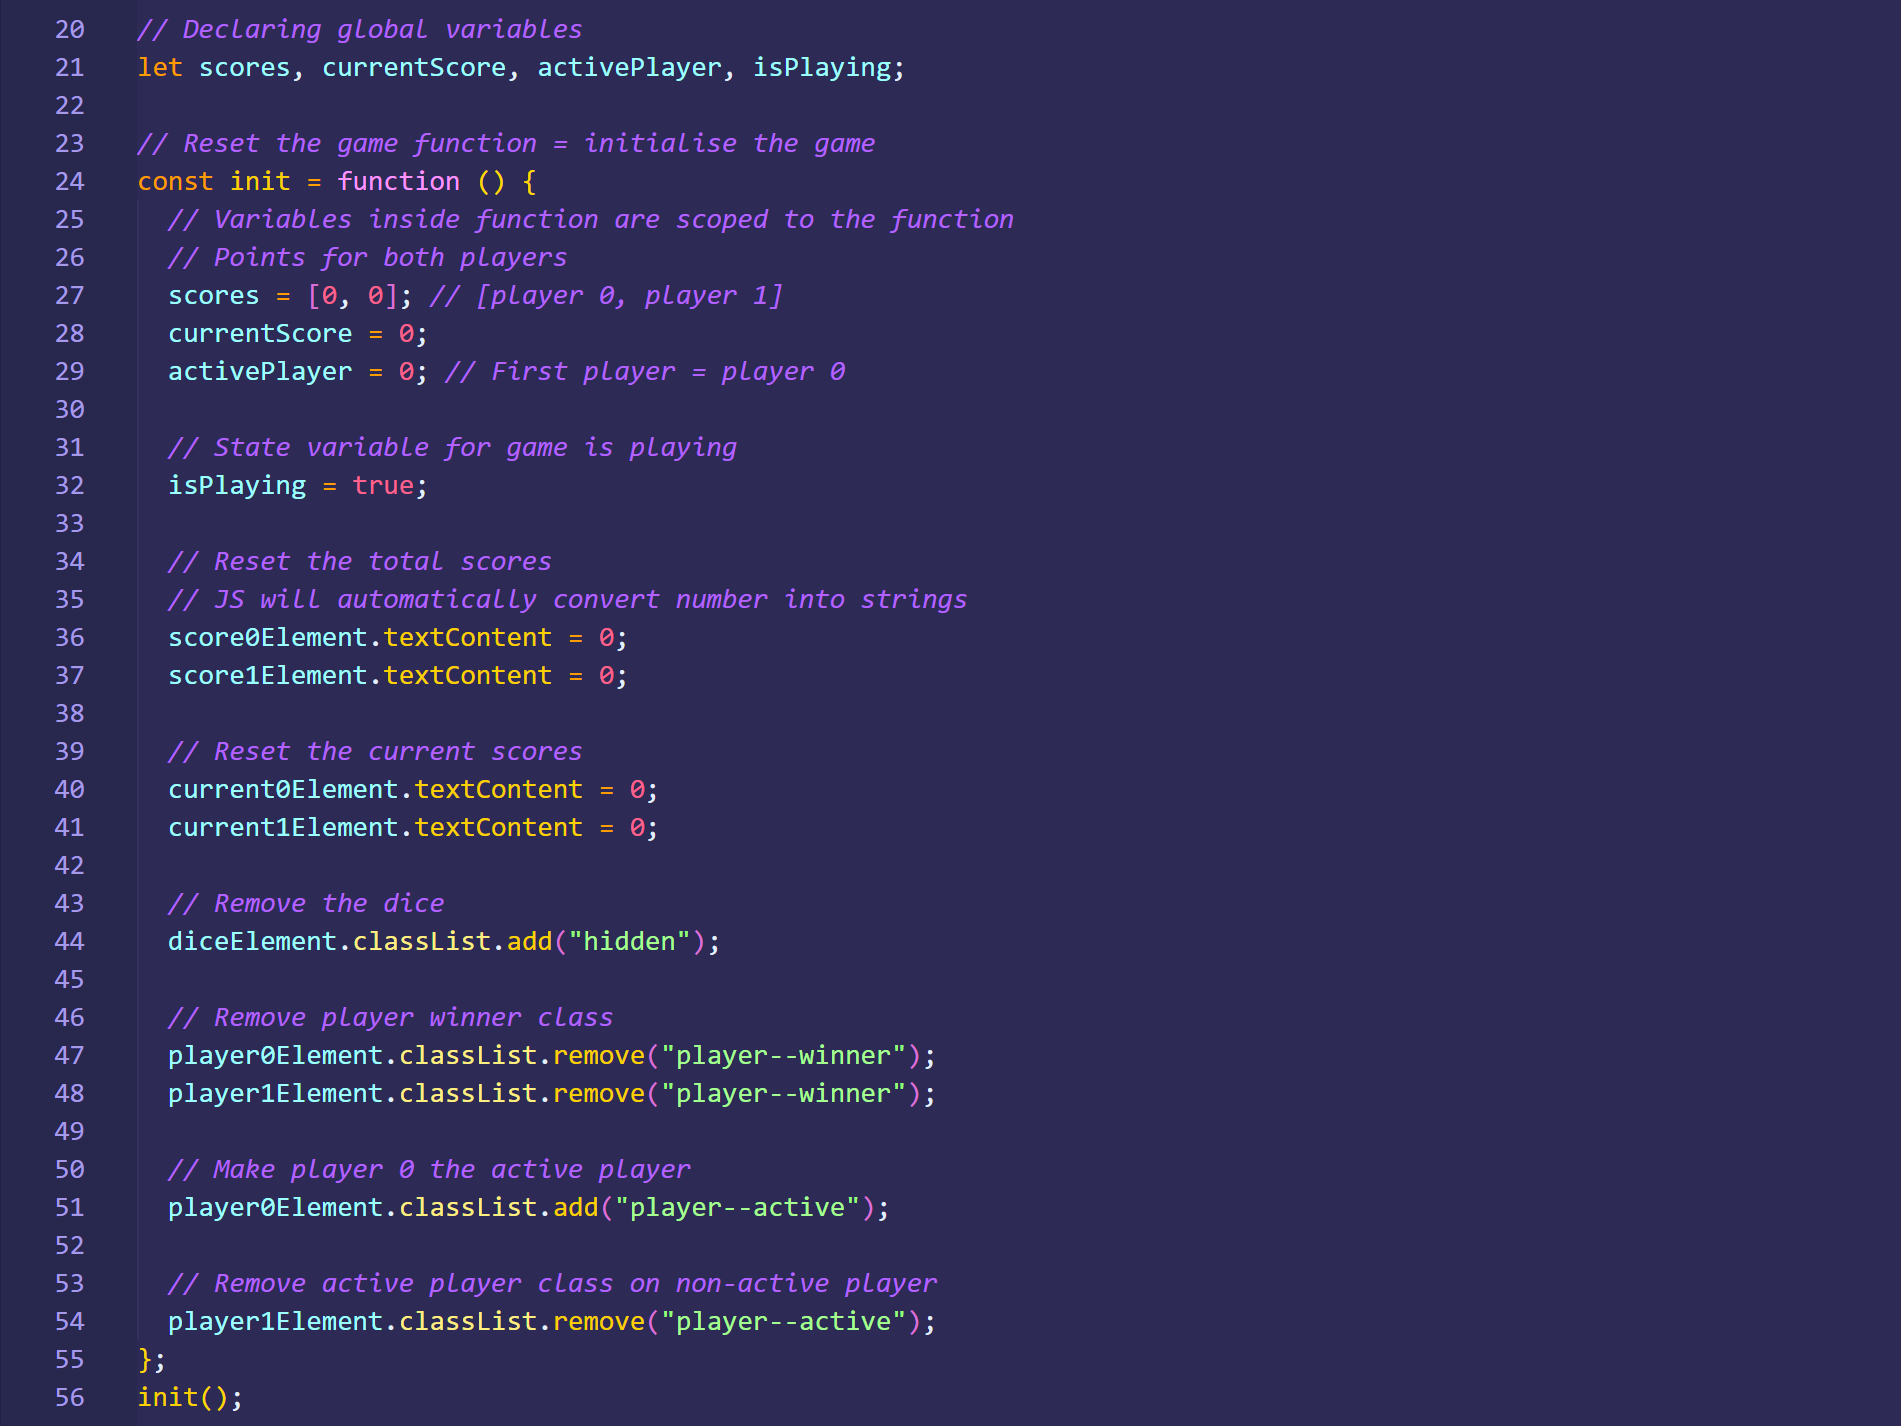 20 // Declaring global variables
21 let scores, currentScore, activePlayer, isPlaying;
22
23 // Reset the game function = initialise the game
24 const init = function () {
25   // Variables inside function are scoped to the function
26   // Points for both players
27   scores = [0, 0]; // [player 0, player 1]
28   currentScore = 0;
29   activePlayer = 0; // First player = player 0
30
31   // State variable for game is playing
32   isPlaying = true;
33
34   // Reset the total scores
35   // JS will automatically convert number into strings
36   score0Element.textContent = 0;
37   score1Element.textContent = 0;
38
39   // Reset the current scores
40   current0Element.textContent = 0;
41   current1Element.textContent = 0;
42
43   // Remove the dice
44   diceElement.classList.add("hidden");
45
46   // Remove player winner class
47   player0Element.classList.remove("player--winner");
48   player1Element.classList.remove("player--winner");
49
50   // Make player 0 the active player
51   player0Element.classList.add("player--active");
52
53   // Remove active player class on non-active player
54   player1Element.classList.remove("player--active");
55 };
56 init();